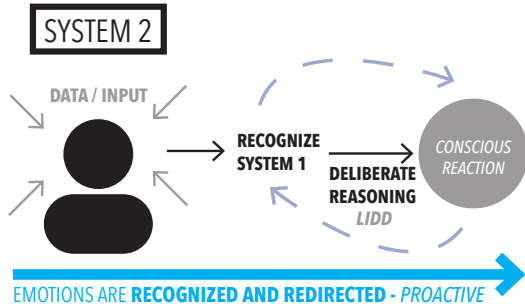 SYSTEM 2
DATA / INPUT
RECOGNIZE
SYSTEM 1
DELIBERATE
REASONING
LIDD
CONSCIOUS
REACTION
EMOTIONS ARE RECOGNIZED AND REDIRECTED - PROACTIVE